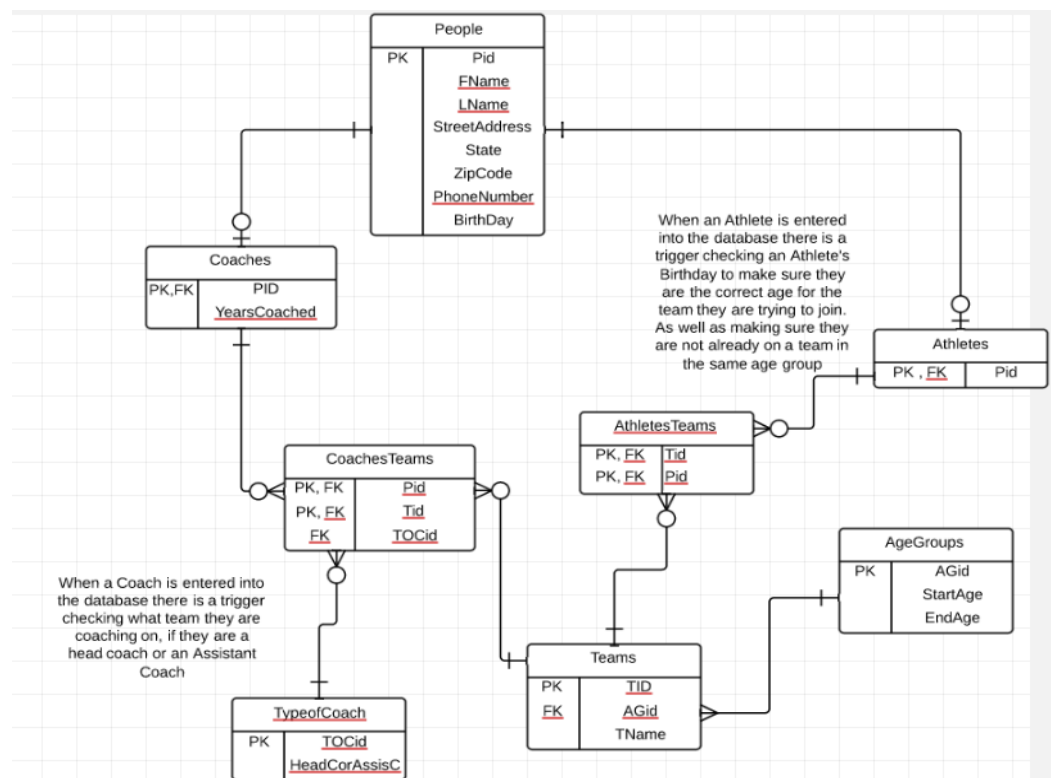 People
PK Pid
FName
LName
StreetAddress
State
ZipCode
PhoneNumber
BirthDay
When an Athlete is entered
into the database there is a
trigger checking an Athlete's
Birthday to make sure they
are the correct age for the
team they are trying to join.
As well as making sure they
are not already on a team in
the same age group
Coaches
PK,FK PID
YearsCoached
Athletes
PK , FK Pid
AthletesTeams
PK, FK Tid
PK, FK Pid
CoachesTeams
PK, FK Pid
PK, FK Tid
FK TOCid
AgeGroups
PK AGid
StartAge
EndAge
When a Coach is entered into
the database there is a trigger
checking what team they are
coaching on, if they are a
head coach or an Assistant
Coach
Teams
PK TID
FK AGid
TName
TypeofCoach
PK TOCid
HeadCorAssisC